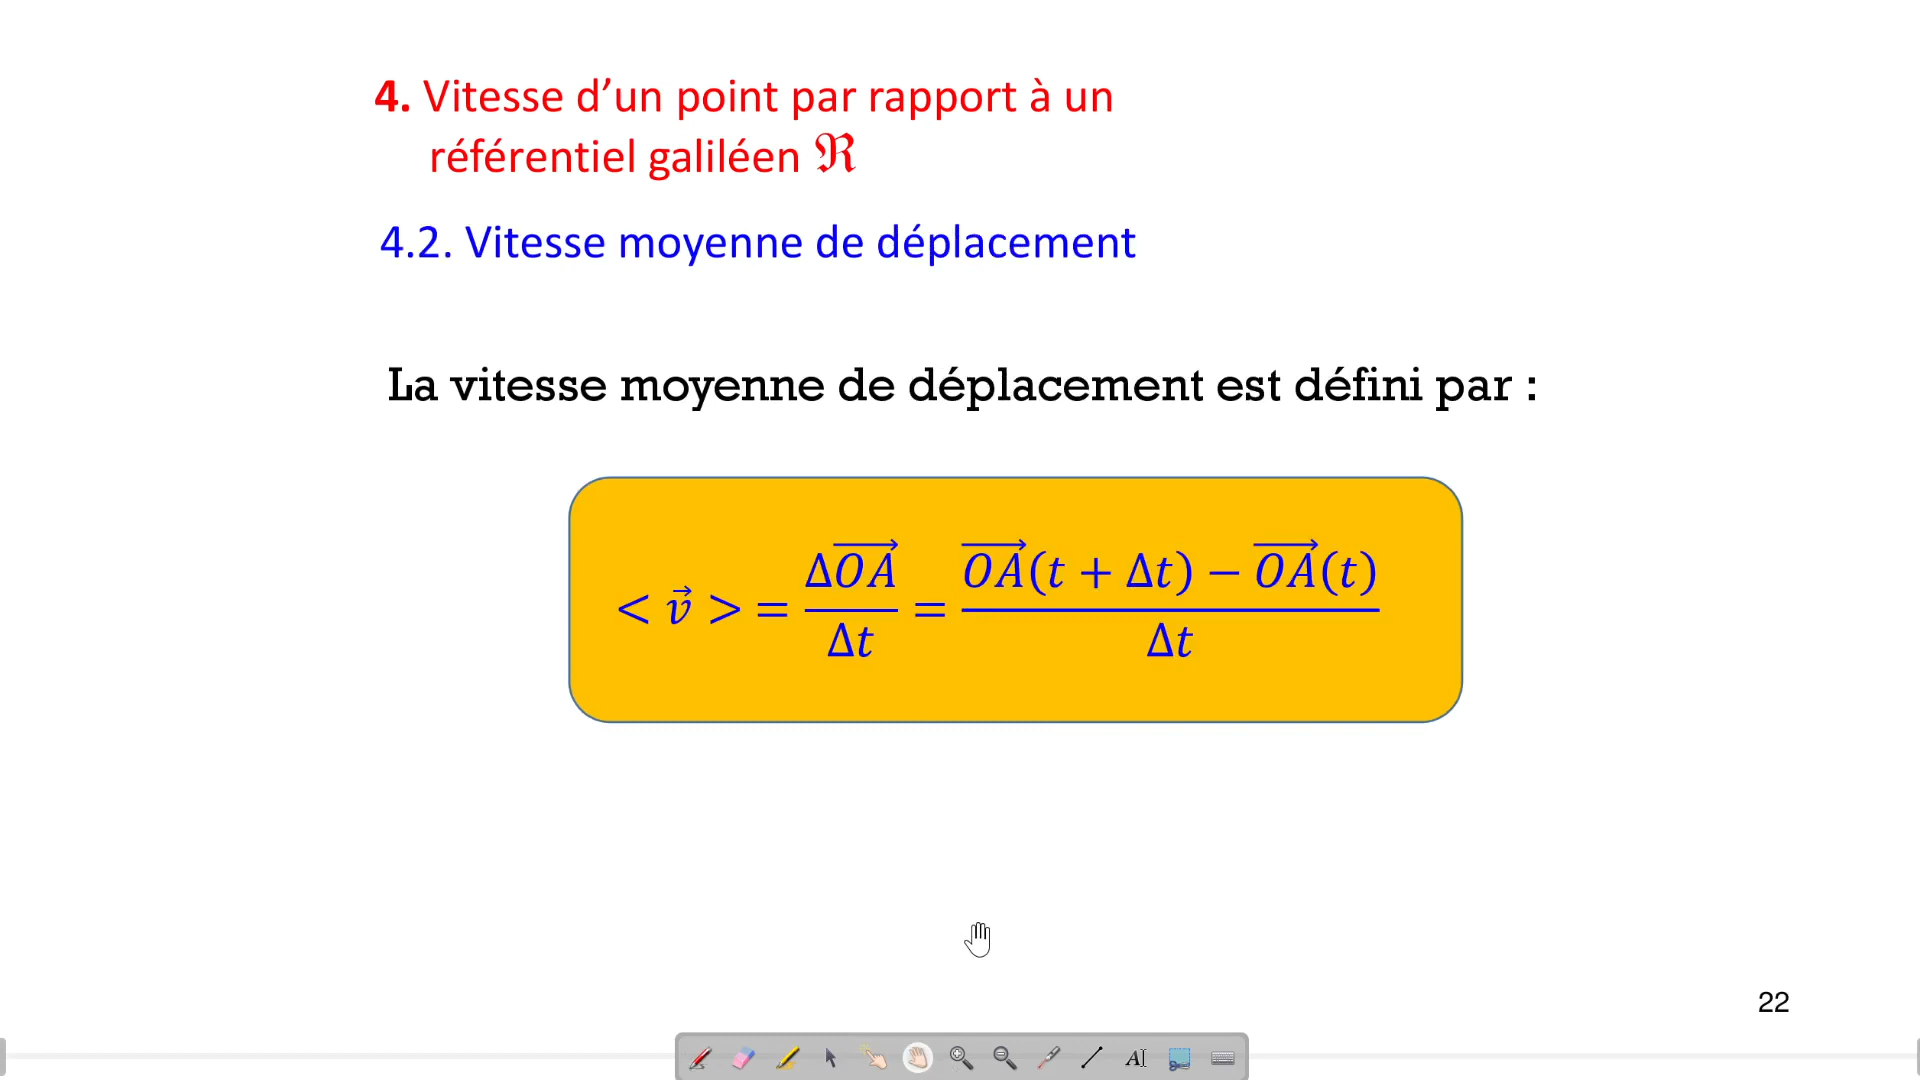 4. Vitesse d’un point par rapport à un
référentiel galiléen ℜ
4.2. Vitesse moyenne de déplacement
La vitesse moyenne de déplacement est défini par :
< v⃗ > = ΔOA⃗ / Δt = (OA⃗(t + Δt) − OA⃗(t)) / Δt
22
AI